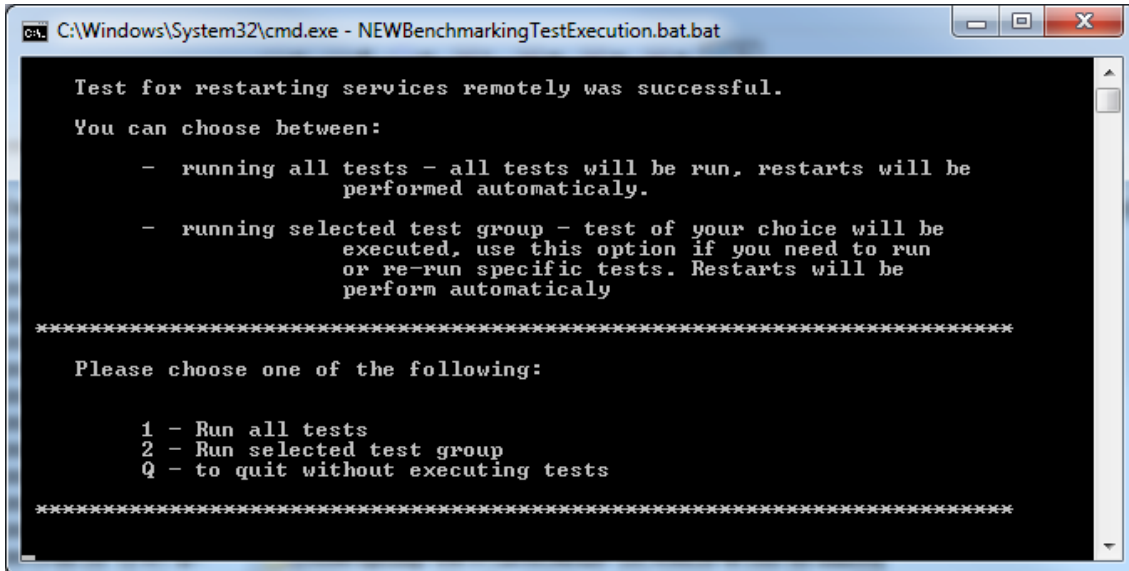 C:\Windows\System32\cmd.exe - NEWBenchmarkingTestExecution.bat.bat
Test for restarting services remotely was successful.
You can choose between:
- running all tests - all tests will be run, restarts will be
performed automaticaly.
- running selected test group - test of your choice will be
executed, use this option if you need to run
or re-run specific tests. Restarts will be
perform automaticaly
*************************************************************************
Please choose one of the following:
1 - Run all tests
2 - Run selected test group
Q - to quit without executing tests
*************************************************************************